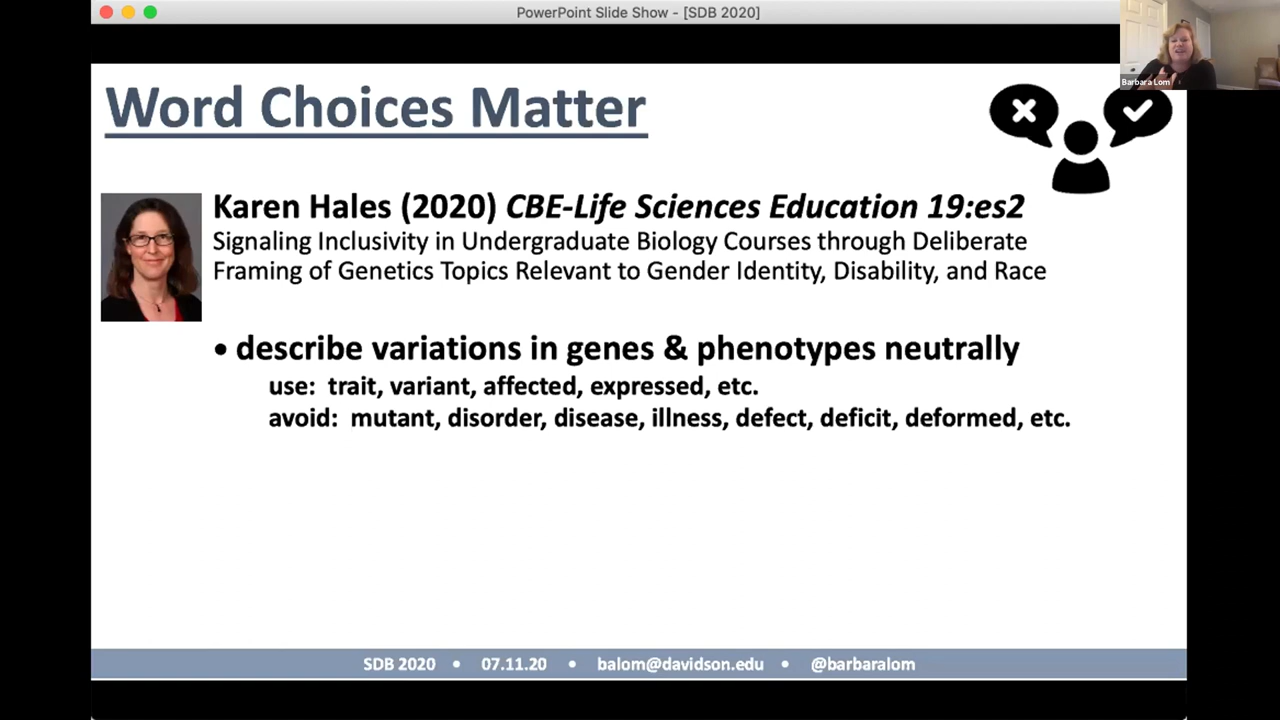 PowerPoint Slide Show - [SDB 2020]
Barbara Lom
Word Choices Matter
Karen Hales (2020) CBE-Life Sciences Education 19:es2
Signaling Inclusivity in Undergraduate Biology Courses through Deliberate
Framing of Genetics Topics Relevant to Gender Identity, Disability, and Race
• describe variations in genes & phenotypes neutrally
use: trait, variant, affected, expressed, etc.
avoid: mutant, disorder, disease, illness, defect, deficit, deformed, etc.
SDB 2020 • 07.11.20 • balom@davidson.edu • @barbaralom